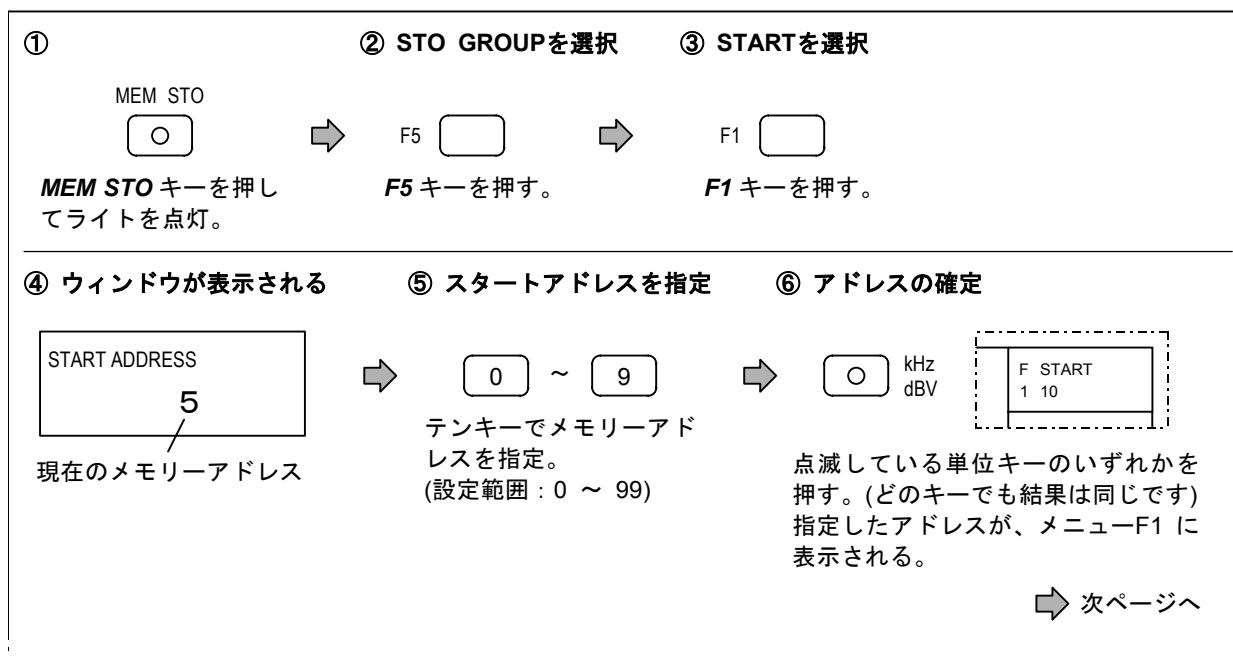 ① ② STO GROUPを選択 ③ STARTを選択
MEM STO
F5
F1
MEM STO キーを押し
てライトを点灯。
F5 キーを押す。
F1 キーを押す。
④ ウィンドウが表示される ⑤ スタートアドレスを指定 ⑥ アドレスの確定
START ADDRESS
5
現在のメモリーアドレス
0 ~ 9
テンキーでメモリーアド
レスを指定。
(設定範囲:0 ~ 99)
kHz
dBV
F START
1 10
点滅している単位キーのいずれかを
押す。(どのキーでも結果は同じです)
指定したアドレスが、メニューF1 に
表示される。
次ページへ